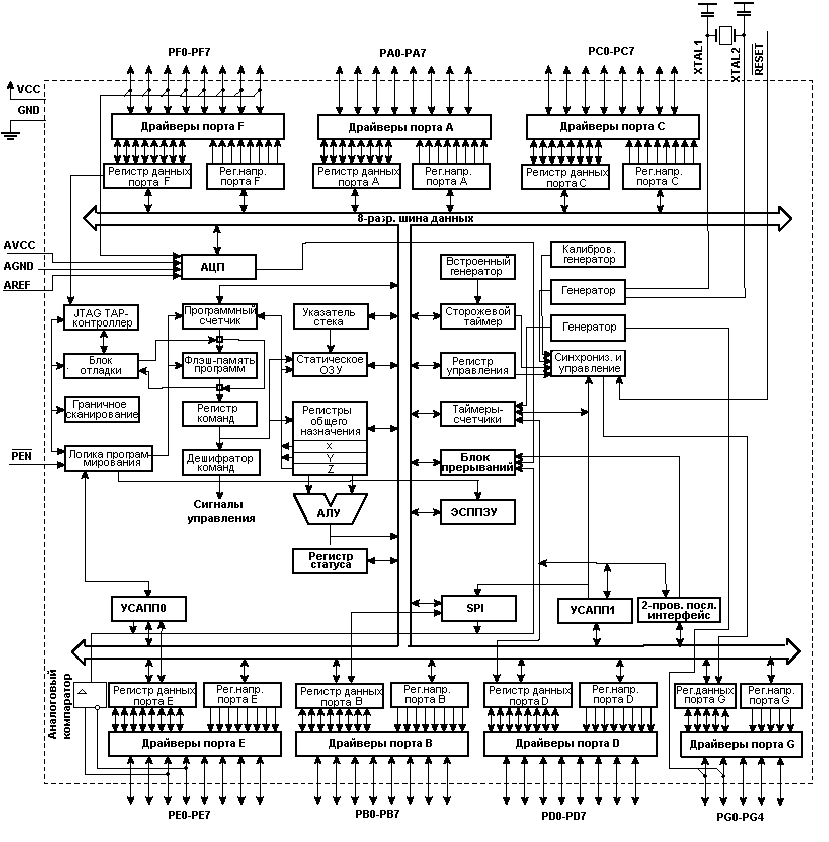 PF0-PF7
PA0-PA7
PC0-PC7
XTAL1
XTAL2
RESET
VCC
GND
Драйверы порта F
Драйверы порта A
Драйверы порта C
Регистр данных
порта F
Рег.напр.
порта F
Регистр данных
порта A
Рег.напр.
порта A
Регистр данных
порта C
Рег.напр.
порта C
8-разр. шина данных
AVCC
AGND
AREF
АЦП
Встроенный
генератор
Калибров.
генератор
Генератор
JTAG TAP-
контроллер
Программный
счетчик
Указатель
стека
Сторожевой
таймер
Генератор
Блок
отладки
Флэш-память
программ
Статическое
ОЗУ
Регистр
управления
Синхрониз. и
управление
Граничное
сканирование
Регистр
команд
Регистры
общего
назначения
X
Y
Z
Таймеры-
счетчики
PEN
Логика програм-
мирования
Дешифратор
команд
Блок
прерываний
Сигналы
управления
АЛУ
ЭСППЗУ
Регистр
статуса
УСАПП0
SPI
УСАПП1
2-пров. посл.
интерфейс
Аналоговый
компаратор
Регистр данных
порта E
Рег.напр.
порта E
Регистр данных
порта B
Рег.напр.
порта B
Регистр данных
порта D
Рег.напр.
порта D
Рег.данных
порта G
Рег.напр.
порта G
Драйверы порта E
Драйверы порта B
Драйверы порта D
Драйверы порта G
PE0-PE7
PB0-PB7
PD0-PD7
PG0-PG4